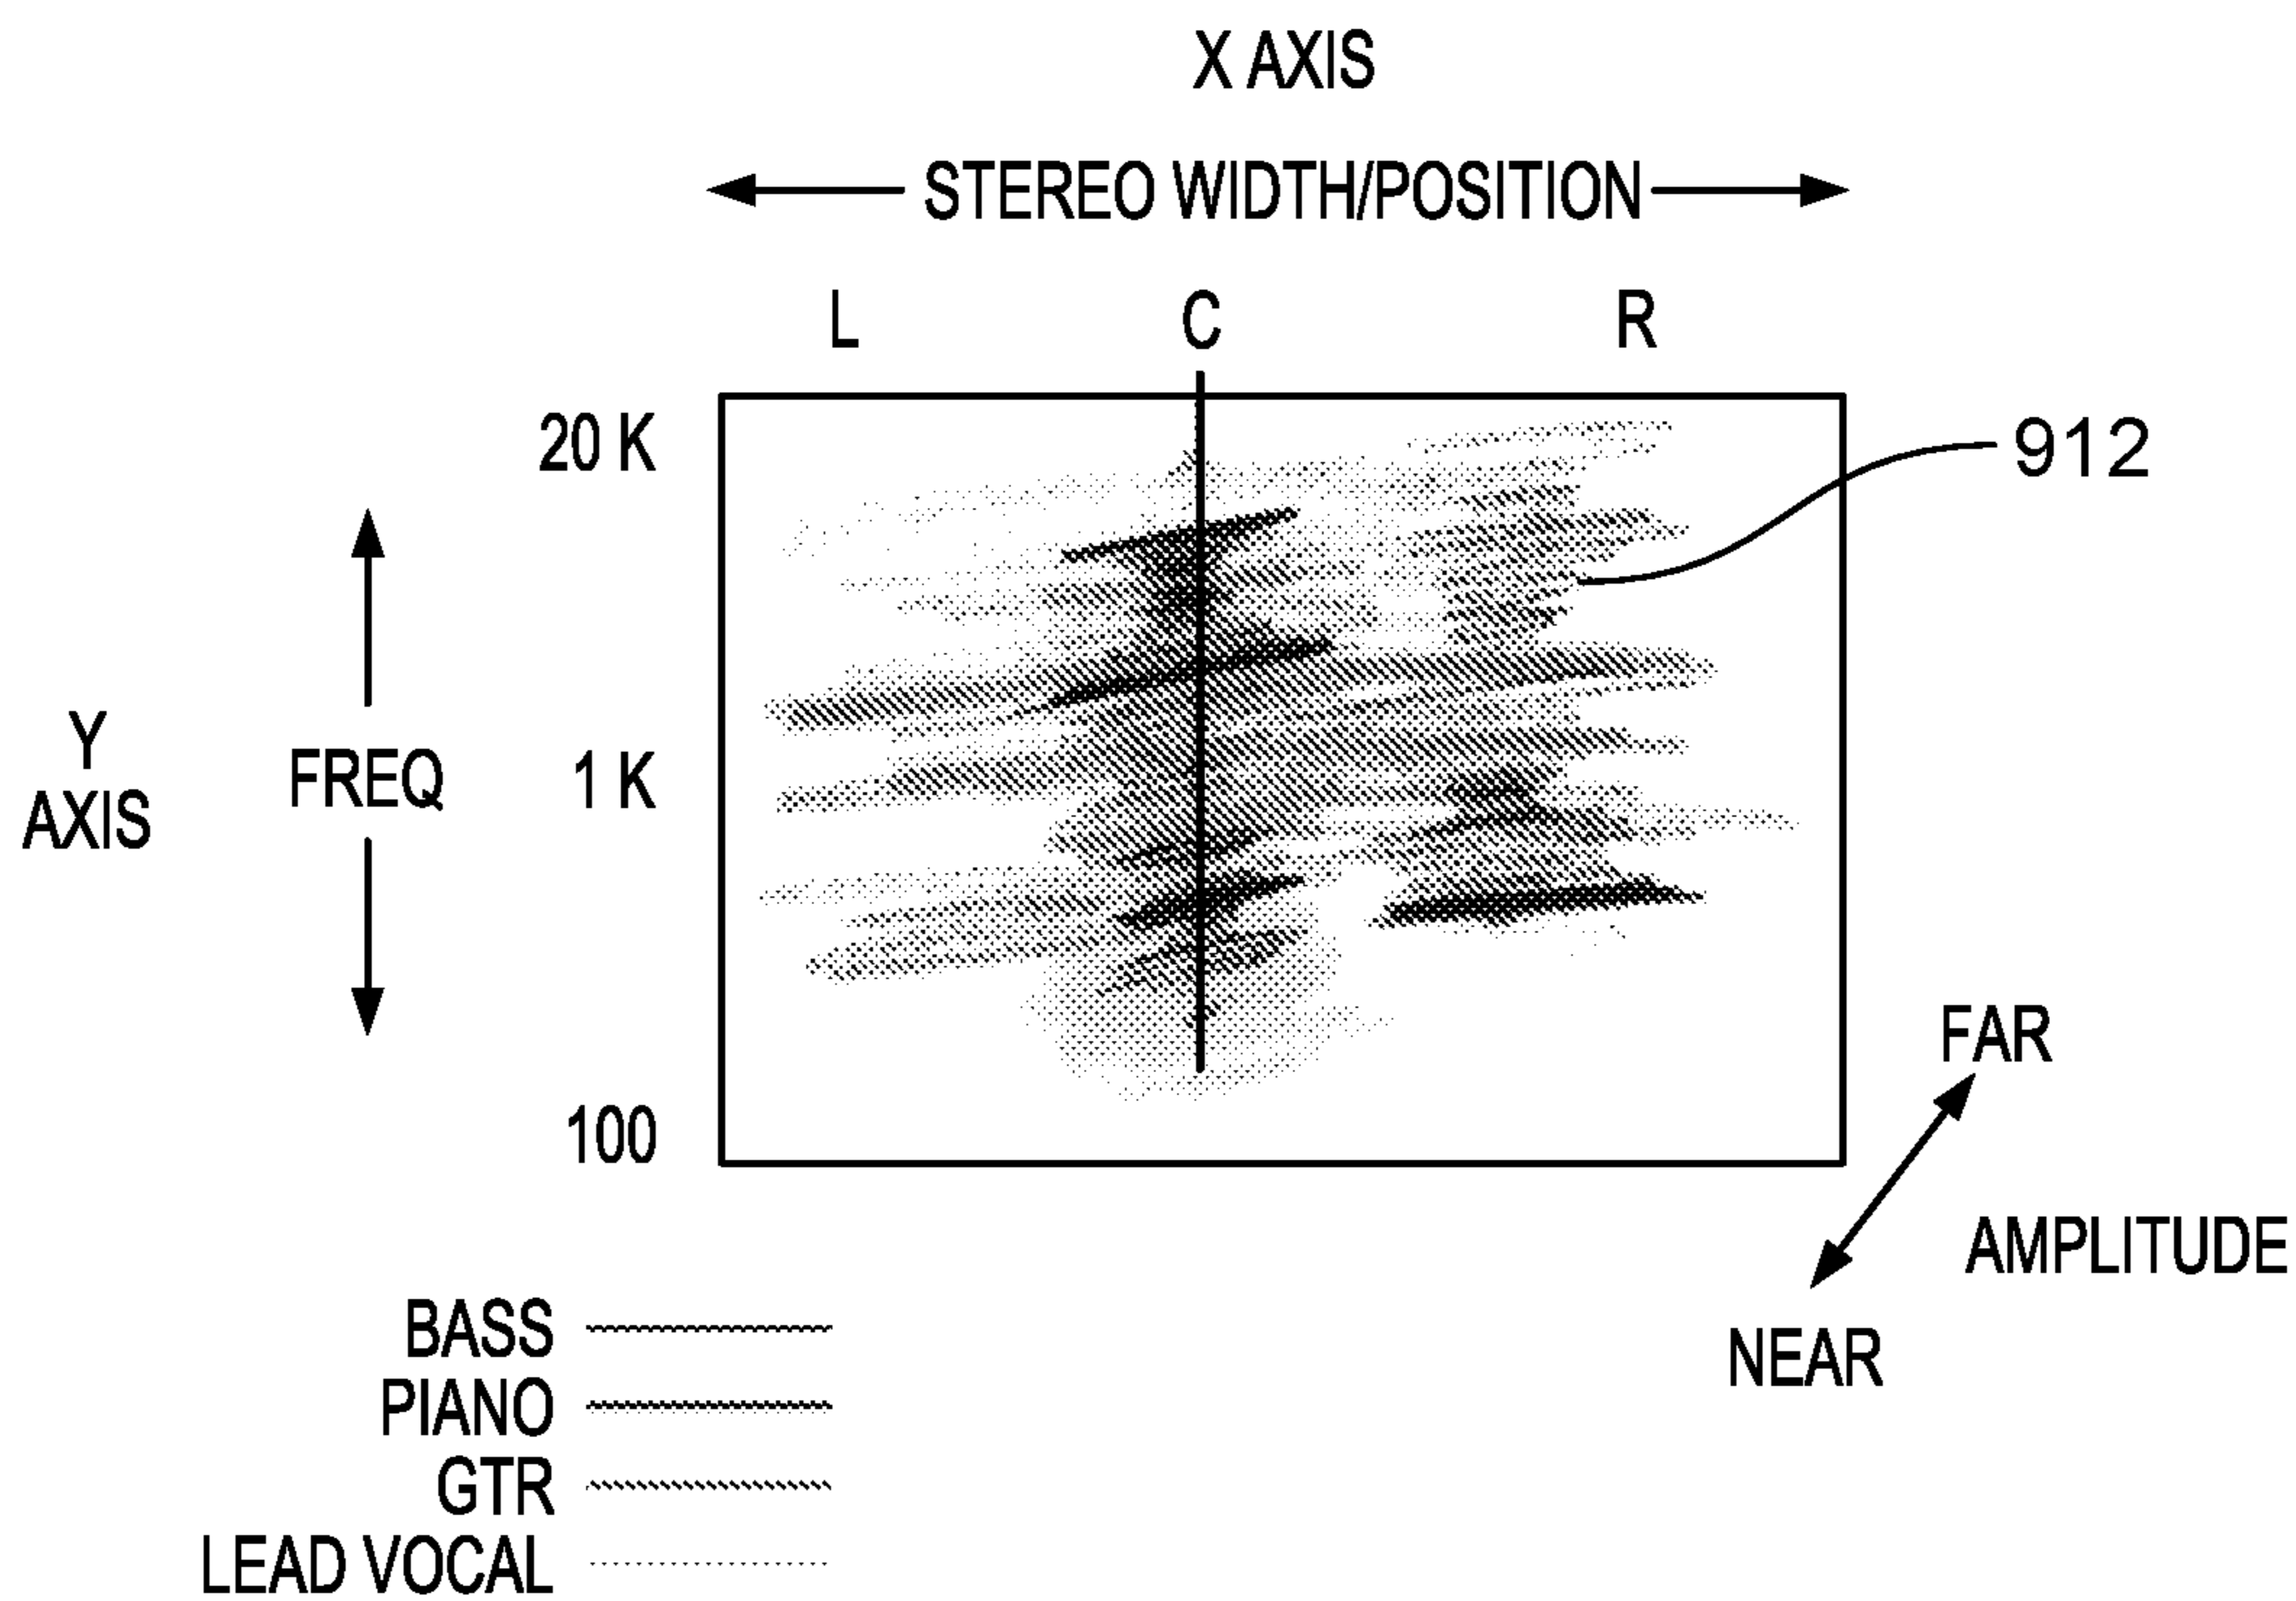 X AXIS
STEREO WIDTH/POSITION
L C R
20 K
912
Y
AXIS
FREQ
1 K
100
FAR
AMPLITUDE
NEAR
BASS
PIANO
GTR
LEAD VOCAL